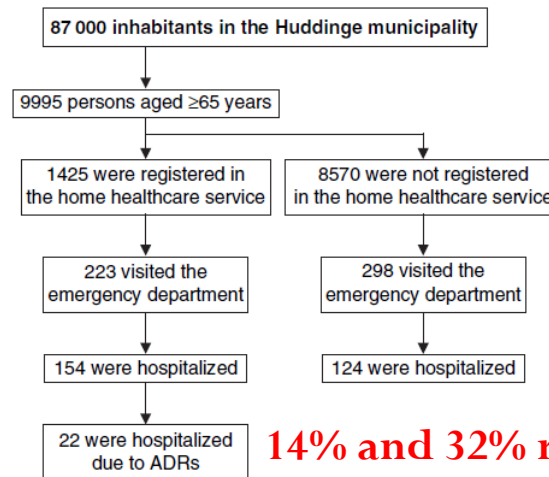 87 000 inhabitants in the Huddinge municipality
9995 persons aged ≥65 years
1425 were registered in
the home healthcare service
8570 were not registered
in the home healthcare service
223 visited the
emergency department
298 visited the
emergency department
154 were hospitalized
124 were hospitalized
22 were hospitalized
due to ADRs
14% and 32% r